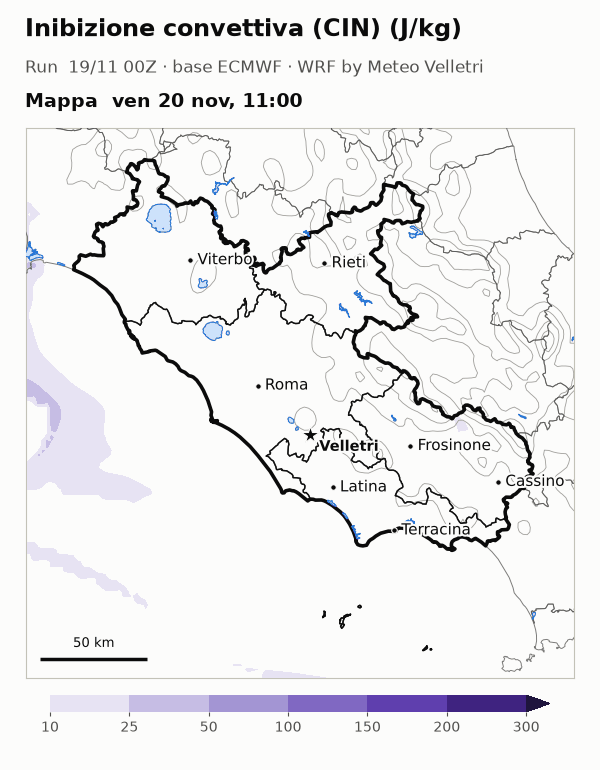 Inibizione convettiva (CIN) (J/kg)
Run  19/11 00Z · base ECMWF · WRF by Meteo Velletri
Mappa  ven 20 nov, 11:00
Viterbo
Rieti
Roma
Velletri
Frosinone
Cassino
Latina
Terracina
50 km
10 25 50 100 150 200 300